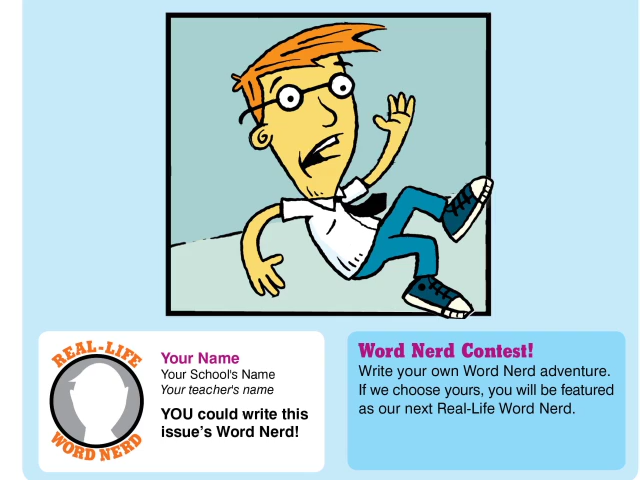 REAL-LIFE
WORD NERD
Your Name
Your School's Name
Your teacher's name
YOU could write this
issue's Word Nerd!
Word Nerd Contest!
Write your own Word Nerd adventure.
If we choose yours, you will be featured
as our next Real-Life Word Nerd.